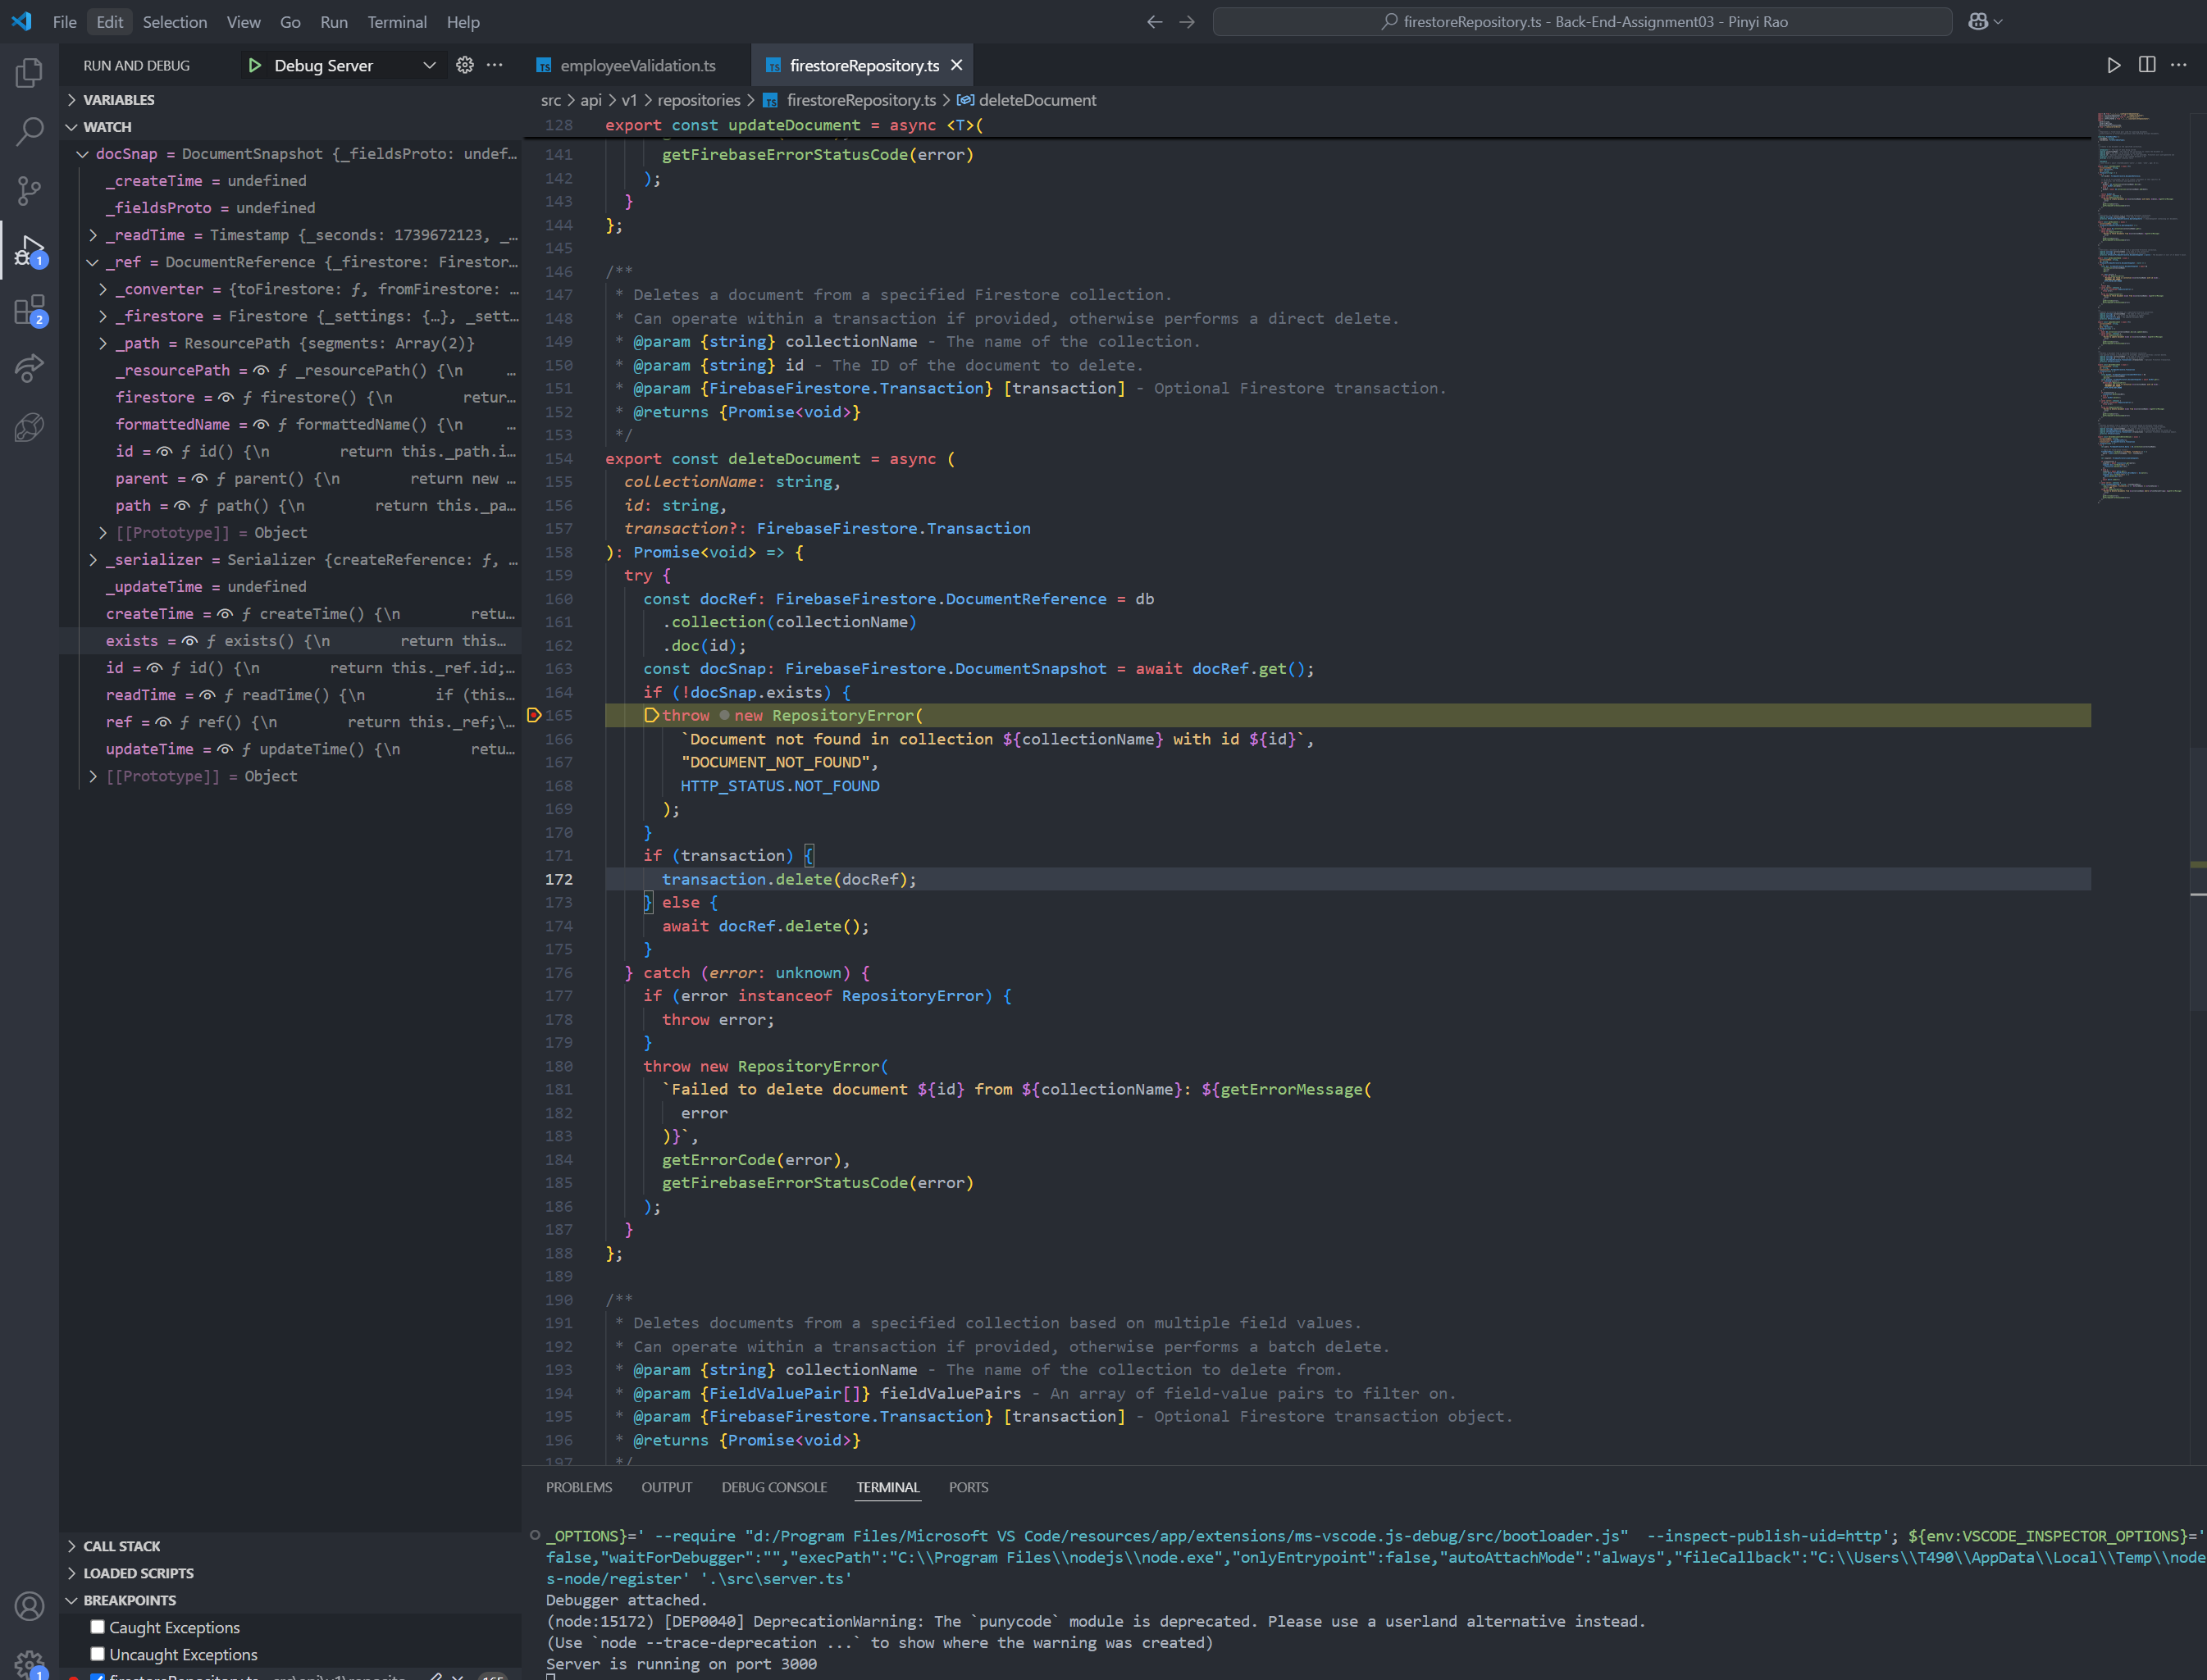 File Edit Selection View Go Run Terminal Help
firestoreRepository.ts - Back-End-Assignment03 - Pinyi Rao
RUN AND DEBUG
Debug Server
employeeValidation.ts
firestoreRepository.ts
VARIABLES
WATCH
docSnap = DocumentSnapshot {_fieldsProto: undef…
_createTime = undefined
_fieldsProto = undefined
_readTime = Timestamp {_seconds: 1739672123, _…
_ref = DocumentReference {_firestore: Firestor…
_converter = {toFirestore: ƒ, fromFirestore: …
_firestore = Firestore {_settings: {…}, _sett…
_path = ResourcePath {segments: Array(2)}
_resourcePath = ƒ _resourcePath() {\n …
firestore = ƒ firestore() {\n retur…
formattedName = ƒ formattedName() {\n …
id = ƒ id() {\n return this._path.i…
parent = ƒ parent() {\n return new …
path = ƒ path() {\n return this._pa…
[[Prototype]] = Object
_serializer = Serializer {createReference: ƒ, …
_updateTime = undefined
createTime = ƒ createTime() {\n retu…
exists = ƒ exists() {\n return this…
id = ƒ id() {\n return this._ref.id;…
readTime = ƒ readTime() {\n if (this…
ref = ƒ ref() {\n return this._ref;\…
updateTime = ƒ updateTime() {\n retu…
[[Prototype]] = Object
CALL STACK
LOADED SCRIPTS
BREAKPOINTS
Caught Exceptions
Uncaught Exceptions
1
2
1
src > api > v1 > repositories > firestoreRepository.ts > deleteDocument
128 export const updateDocument = async <T>(
141 getFirebaseErrorStatusCode(error)
142 );
143 }
144 };
145
146 /**
147 * Deletes a document from a specified Firestore collection.
148 * Can operate within a transaction if provided, otherwise performs a direct delete.
149 * @param {string} collectionName - The name of the collection.
150 * @param {string} id - The ID of the document to delete.
151 * @param {FirebaseFirestore.Transaction} [transaction] - Optional Firestore transaction.
152 * @returns {Promise<void>}
153 */
154 export const deleteDocument = async (
155 collectionName: string,
156 id: string,
157 transaction?: FirebaseFirestore.Transaction
158 ): Promise<void> => {
159 try {
160 const docRef: FirebaseFirestore.DocumentReference = db
161 .collection(collectionName)
162 .doc(id);
163 const docSnap: FirebaseFirestore.DocumentSnapshot = await docRef.get();
164 if (!docSnap.exists) {
165 throw new RepositoryError(
166 `Document not found in collection ${collectionName} with id ${id}`,
167 "DOCUMENT_NOT_FOUND",
168 HTTP_STATUS.NOT_FOUND
169 );
170 }
171 if (transaction) {
172 transaction.delete(docRef);
173 } else {
174 await docRef.delete();
175 }
176 } catch (error: unknown) {
177 if (error instanceof RepositoryError) {
178 throw error;
179 }
180 throw new RepositoryError(
181 `Failed to delete document ${id} from ${collectionName}: ${getErrorMessage(
182 error
183 )}`,
184 getErrorCode(error),
185 getFirebaseErrorStatusCode(error)
186 );
187 }
188 };
189
190 /**
191 * Deletes documents from a specified collection based on multiple field values.
192 * Can operate within a transaction if provided, otherwise performs a batch delete.
193 * @param {string} collectionName - The name of the collection to delete from.
194 * @param {FieldValuePair[]} fieldValuePairs - An array of field-value pairs to filter on.
195 * @param {FirebaseFirestore.Transaction} [transaction] - Optional Firestore transaction object.
196 * @returns {Promise<void>}
197 */
PROBLEMS OUTPUT DEBUG CONSOLE TERMINAL PORTS
_OPTIONS}=' --require "d:/Program Files/Microsoft VS Code/resources/app/extensions/ms-vscode.js-debug/src/bootloader.js"  --inspect-publish-uid=http'; ${env:VSCODE_INSPECTOR_OPTIONS}='
false,"waitForDebugger":"","execPath":"C:\\Program Files\\nodejs\\node.exe","onlyEntrypoint":false,"autoAttachMode":"always","fileCallback":"C:\\Users\\T490\\AppData\\Local\\Temp\\node
s-node/register' '.\src\server.ts'
Debugger attached.
(node:15172) [DEP0040] DeprecationWarning: The `punycode` module is deprecated. Please use a userland alternative instead.
(Use `node --trace-deprecation ...` to show where the warning was created)
Server is running on port 3000